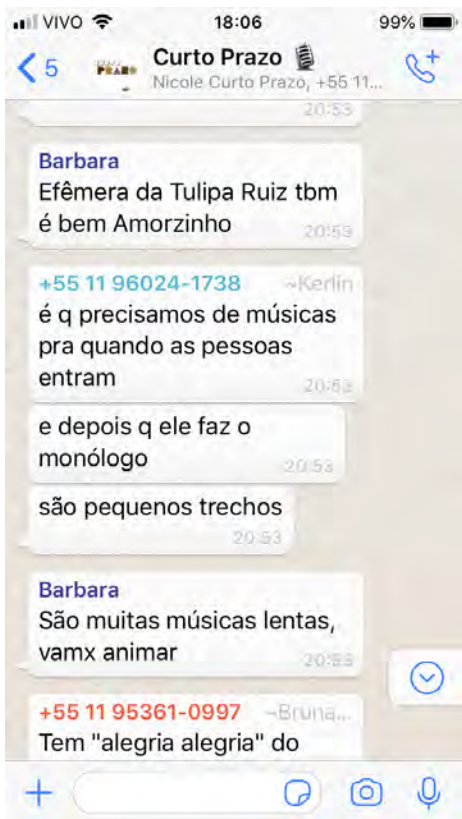 VIVO 18:06 99%
5 Curto Prazo
Nicole Curto Prazo, +55 11...
20:53
Barbara
Efêmera da Tulipa Ruiz tbm
é bem Amorzinho 20:53
+55 11 96024-1738 ~Kerlin
é q precisamos de músicas
pra quando as pessoas
entram 20:53
e depois q ele faz o
monólogo 20:53
são pequenos trechos
20:53
Barbara
São muitas músicas lentas,
vamx animar 20:53
+55 11 95361-0997 ~Bruna...
Tem "alegria alegria" do